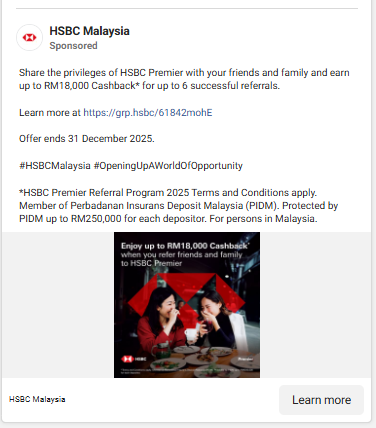 HSBC Malaysia
Sponsored
Share the privileges of HSBC Premier with your friends and family and earn
up to RM18,000 Cashback* for up to 6 successful referrals.
Learn more at https://grp.hsbc/61842mohE
Offer ends 31 December 2025.
#HSBCMalaysia #OpeningUpAWorldOfOpportunity
*HSBC Premier Referral Program 2025 Terms and Conditions apply.
Member of Perbadanan Insurans Deposit Malaysia (PIDM). Protected by
PIDM up to RM250,000 for each depositor. For persons in Malaysia.
Enjoy up to RM18,000 Cashback*
when you refer friends and family
to HSBC Premier
HSBC
HSBC Malaysia
Learn more